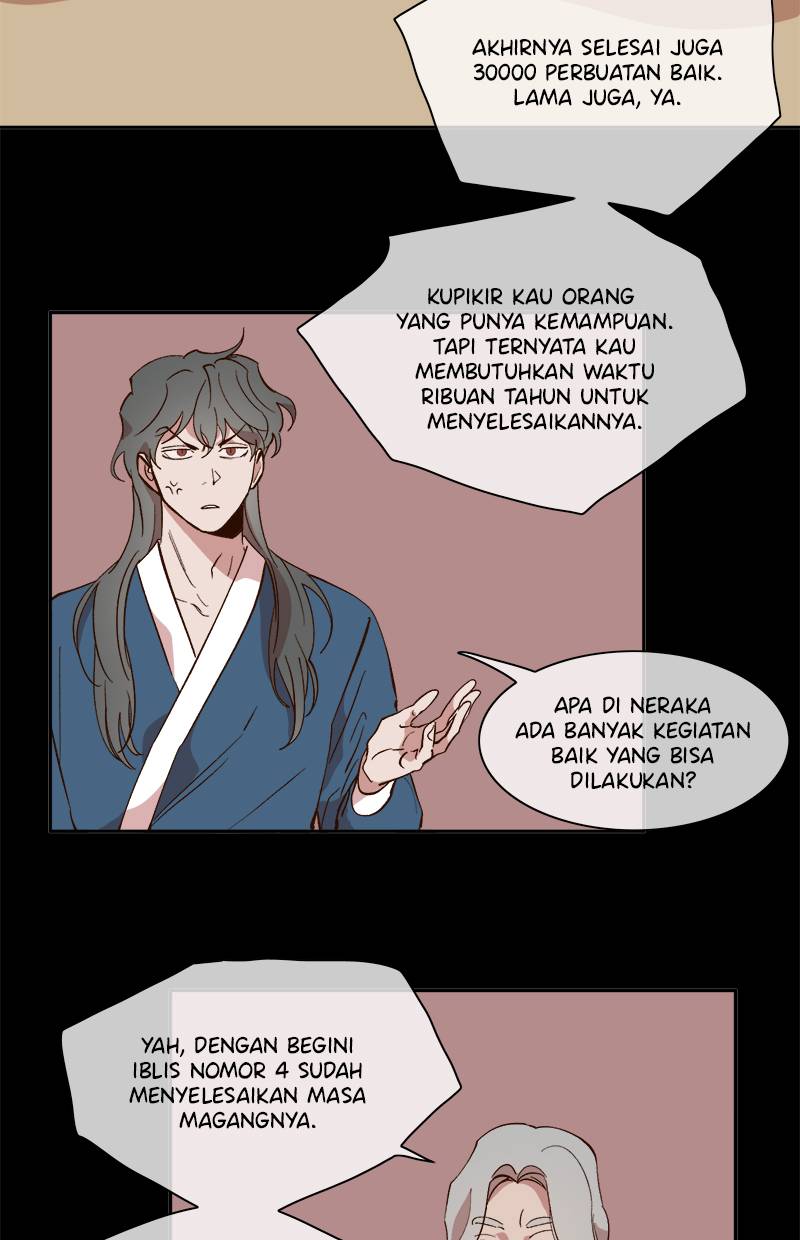 AKHIRNYA SELESAI JUGA
30000 PERBUATAN BAIK.
LAMA JUGA, YA.
KUPIKIR KAU ORANG
YANG PUNYA KEMAMPUAN.
TAPI TERNYATA KAU
MEMBUTUHKAN WAKTU
RIBUAN TAHUN UNTUK
MENYELESAIKANNYA.
APA DI NERAKA
ADA BANYAK KEGIATAN
BAIK YANG BISA
DILAKUKAN?
YAH, DENGAN BEGINI
IBLIS NOMOR 4 SUDAH
MENYELESAIKAN MASA
MAGANGNYA.